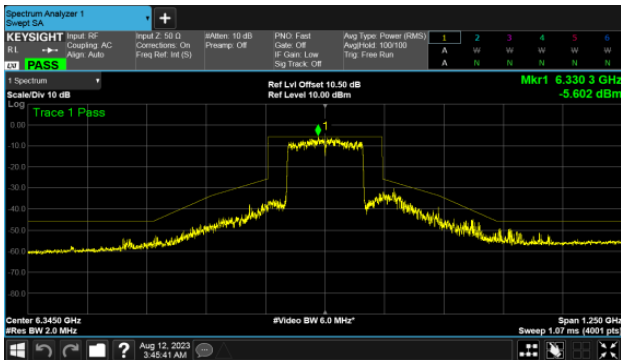 Spectrum Analyzer 1
Swept SA
+
KEYSIGHT Input: RF Input Z: 50 Ω #Atten: 10 dB PNO: Fast Avg Type: Power (RMS) 1 2 3 4 5 6
RL Coupling: AC Corrections: On Preamp: Off Gate: Off Avg|Hold: 100/100 A W W W W W
Align: Auto Freq Ref: Int (S) IF Gain: Low Trig: Free Run
LXI PASS Sig Track: Off A N N N N N
1 Spectrum Ref Lvl Offset 10.50 dB Mkr1 6.330 3 GHz
Scale/Div 10 dB Ref Level 10.00 dBm -5.602 dBm
Log
Trace 1 Pass
1
0.00
-10.0
-20.0
-30.0
-40.0
-50.0
-60.0
-70.0
-80.0
Center 6.3450 GHz #Video BW 6.0 MHz* Span 1.250 GHz
#Res BW 2.0 MHz Sweep 1.07 ms (4001 pts)
? Aug 12, 2023
3:45:41 AM